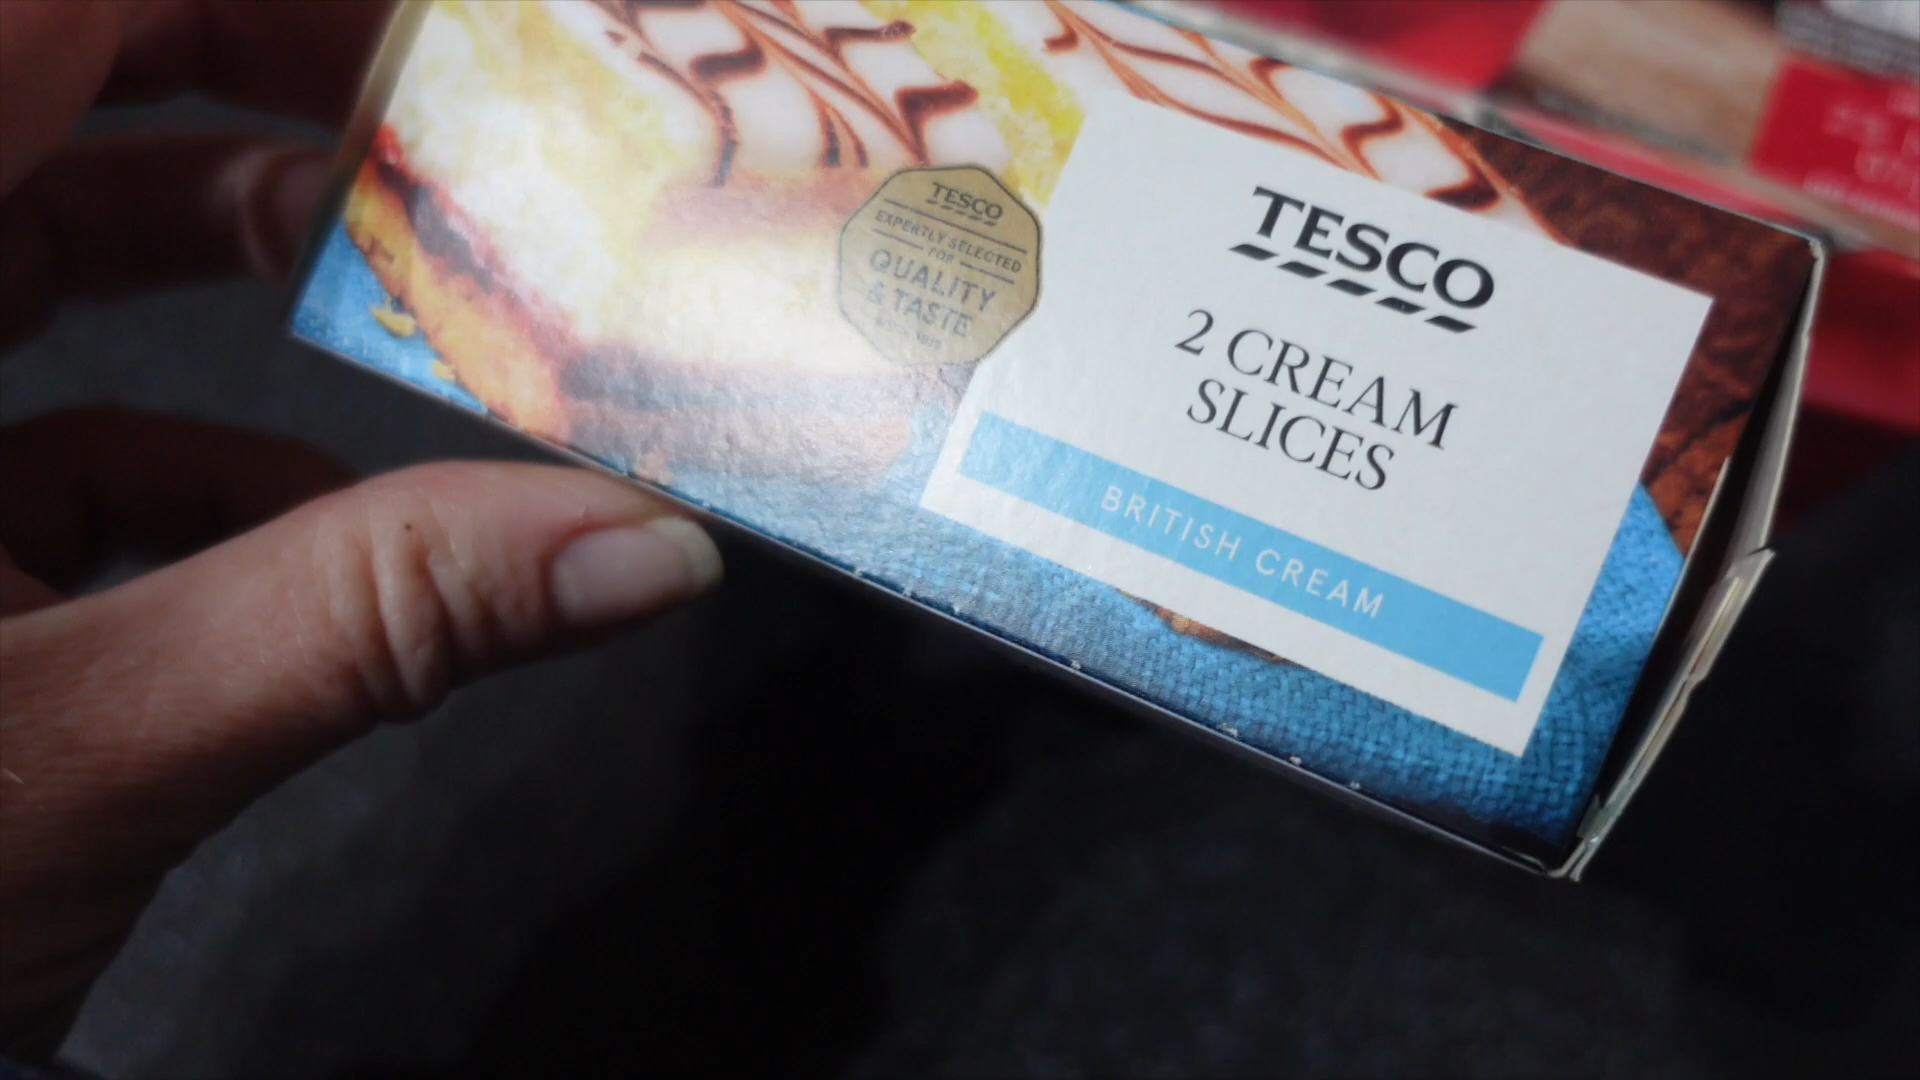 TESCO
EXPERTLY SELECTED
FOR
QUALITY
& TASTE
TESCO
2 CREAM
SLICES
BRITISH CREAM